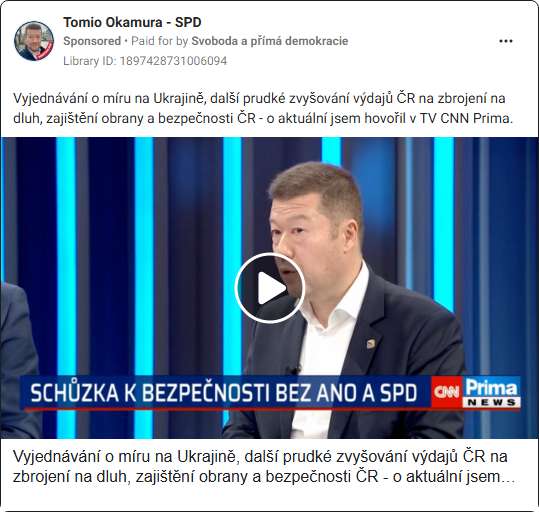 Tomio Okamura - SPD
Sponsored • Paid for by Svoboda a přímá demokracie
Library ID: 1897428731006094
Vyjednávání o míru na Ukrajině, další prudké zvyšování výdajů ČR na zbrojení na
dluh, zajištění obrany a bezpečnosti ČR - o aktuální jsem hovořil v TV CNN Prima.
SCHŮZKA K BEZPEČNOSTI BEZ ANO A SPD
CNN Prima
NEWS
Vyjednávání o míru na Ukrajině, další prudké zvyšování výdajů ČR na
zbrojení na dluh, zajištění obrany a bezpečnosti ČR - o aktuální jsem...